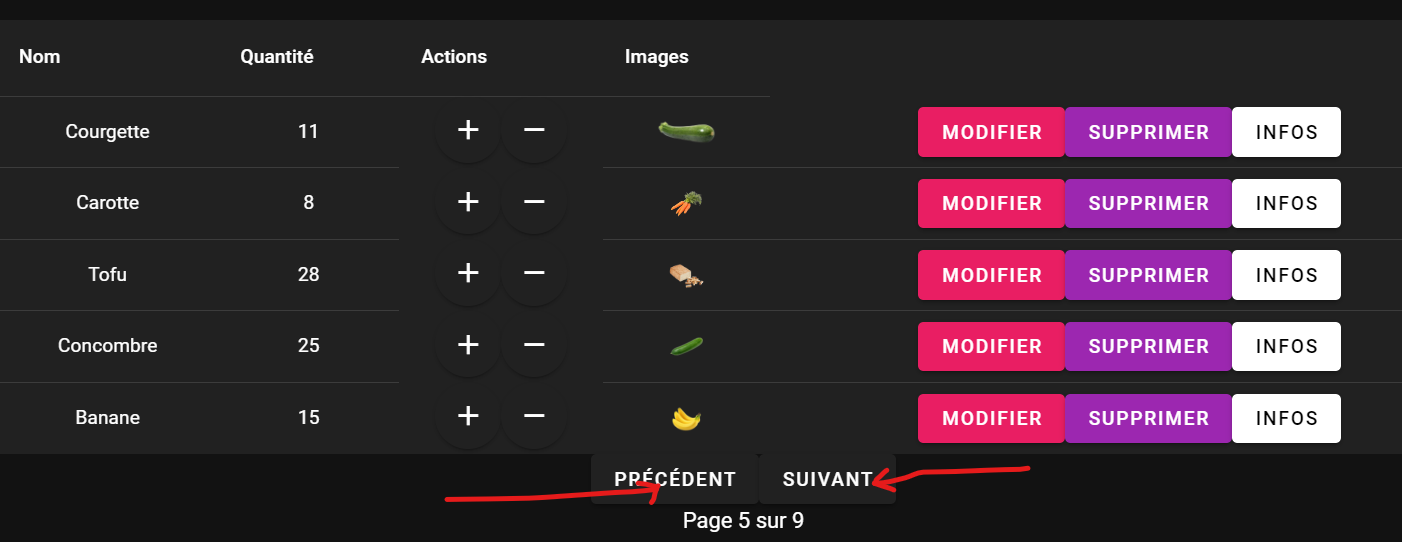 Nom Quantité Actions Images
Courgette 11 + − MODIFIER SUPPRIMER INFOS
Carotte 8 + − MODIFIER SUPPRIMER INFOS
Tofu 28 + − MODIFIER SUPPRIMER INFOS
Concombre 25 + − MODIFIER SUPPRIMER INFOS
Banane 15 + − MODIFIER SUPPRIMER INFOS
PRÉCÉDENT SUIVANT
Page 5 sur 9